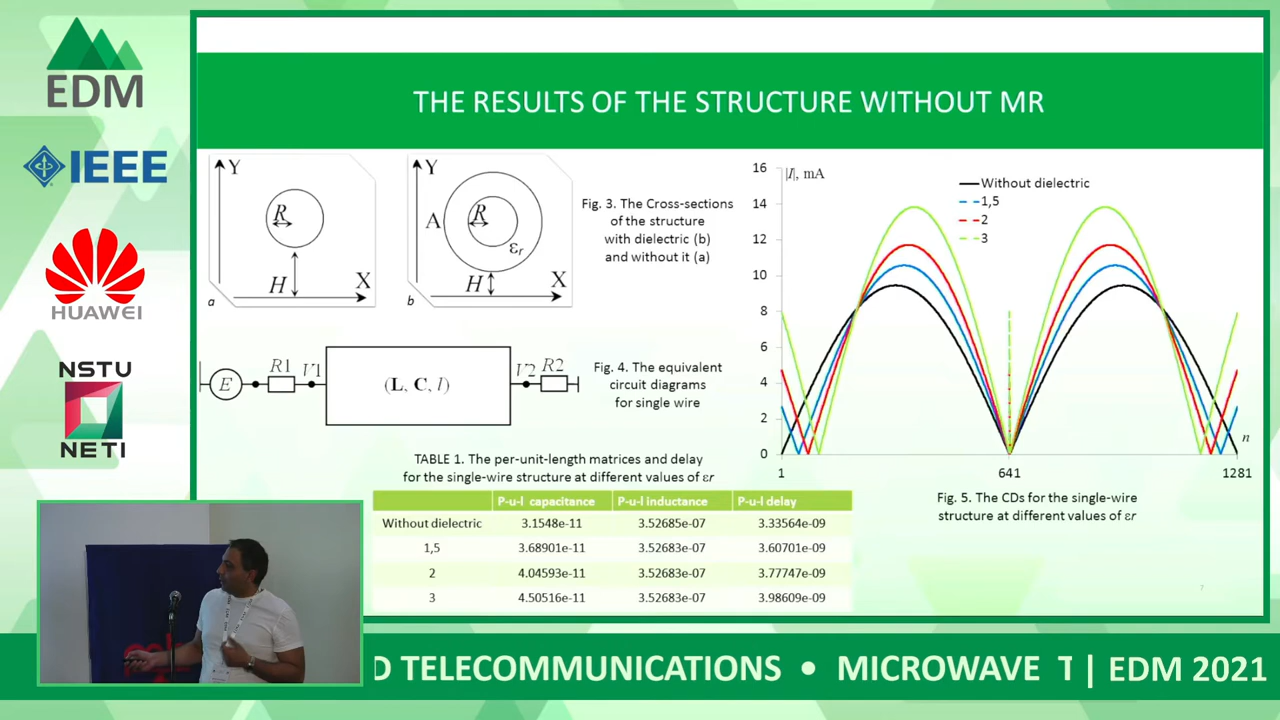 EDM
IEEE
HUAWEI
NSTU
NETI
THE RESULTS OF THE STRUCTURE WITHOUT MR
Y
R
H
X
a
Y
A
R
εr
H
X
b
Fig. 3. The Cross-sections
of the structure
with dielectric (b)
and without it (a)
E
R1
V1
(L, C, l)
V2
R2
Fig. 4. The equivalent
circuit diagrams
for single wire
TABLE 1. The per-unit-length matrices and delay
for the single-wire structure at different values of εr
P-u-l capacitance P-u-l inductance P-u-l delay
Without dielectric 3.1548e-11 3.52685e-07 3.33564e-09
1,5 3.68901e-11 3.52683e-07 3.60701e-09
2 4.04593e-11 3.52683e-07 3.77747e-09
3 4.50516e-11 3.52683e-07 3.98609e-09
|I|, mA
16
14
12
10
8
6
4
2
0
Without dielectric
1,5
2
3
n
1 641 1281
Fig. 5. The CDs for the single-wire
structure at different values of εr
7
D TELECOMMUNICATIONS • MICROWAVE T | EDM 2021